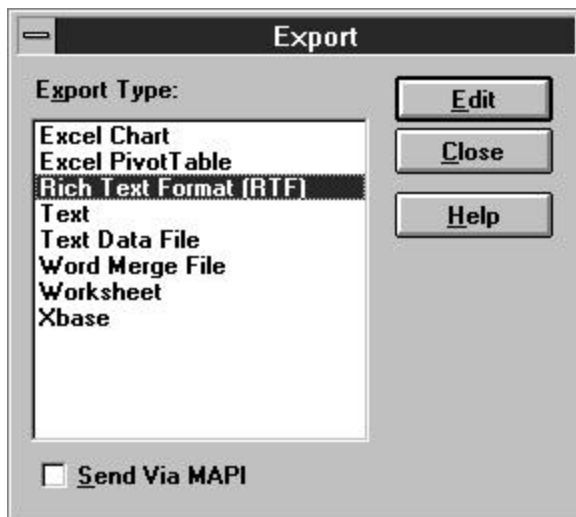 Export
Export Type:
Excel Chart
Excel PivotTable
Rich Text Format (RTF)
Text
Text Data File
Word Merge File
Worksheet
Xbase
Send Via MAPI
Edit
Close
Help